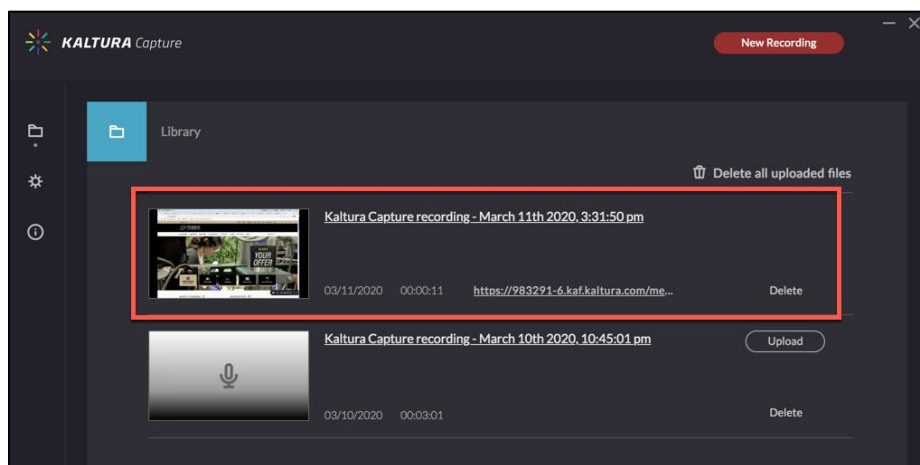 KALTURA Capture
New Recording
Library
Delete all uploaded files
Kaltura Capture recording - March 11th 2020, 3:31:50 pm
YOUR
OFFER
03/11/2020 00:00:11 https://983291-6.kaf.kaltura.com/me... Delete
Kaltura Capture recording - March 10th 2020, 10:45:01 pm
Upload
03/10/2020 00:03:01 Delete